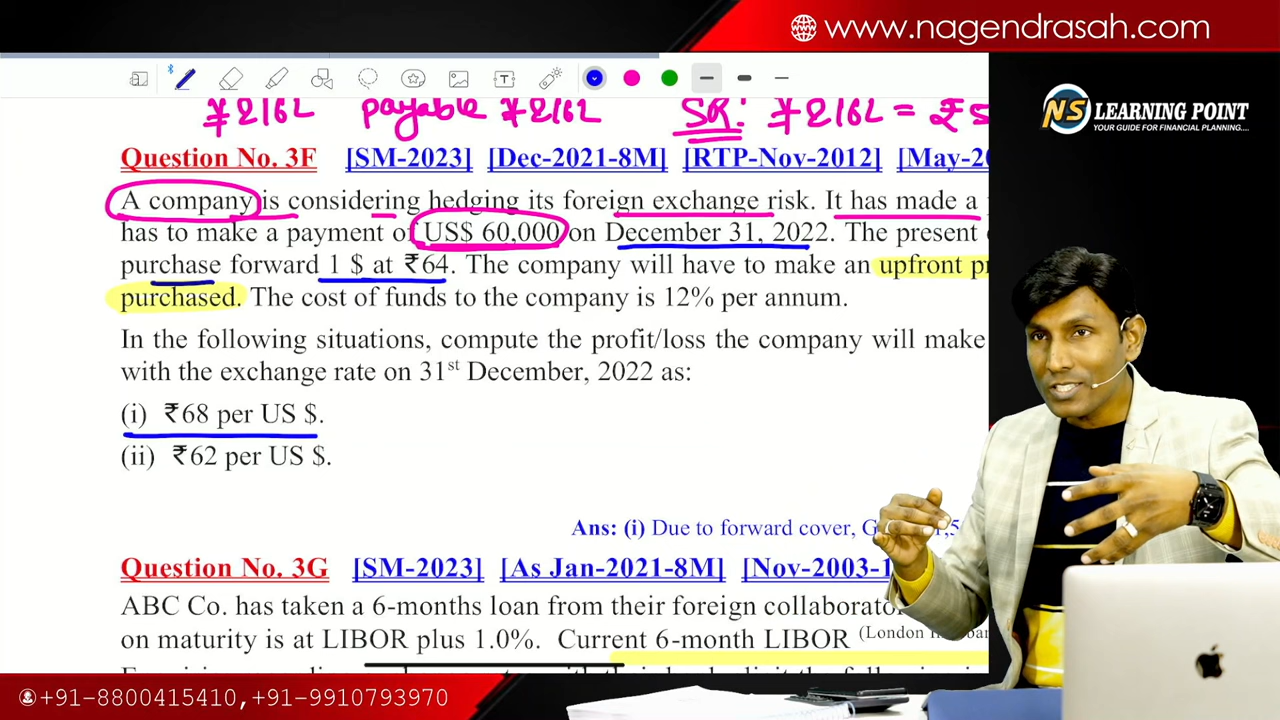 www.nagendrasah.com
NS LEARNING POINT
YOUR GUIDE FOR FINANCIAL PLANNING....
¥2162 payable ¥2162 SR: ¥2162 = ₹
Question No. 3F [SM-2023] [Dec-2021-8M] [RTP-Nov-2012] [May-20
A company is considering hedging its foreign exchange risk. It has made a
has to make a payment of US$ 60,000 on December 31, 2022. The present
purchase forward 1 $ at ₹64. The company will have to make an upfront pr
purchased. The cost of funds to the company is 12% per annum.
In the following situations, compute the profit/loss the company will make
with the exchange rate on 31st December, 2022 as:
(i) ₹68 per US $.
(ii) ₹62 per US $.
Ans: (i) Due to forward cover, G
Question No. 3G [SM-2023] [As Jan-2021-8M] [Nov-2003-1
ABC Co. has taken a 6-months loan from their foreign collaborato
on maturity is at LIBOR plus 1.0%. Current 6-month LIBOR (London
+91-8800415410,+91-9910793970